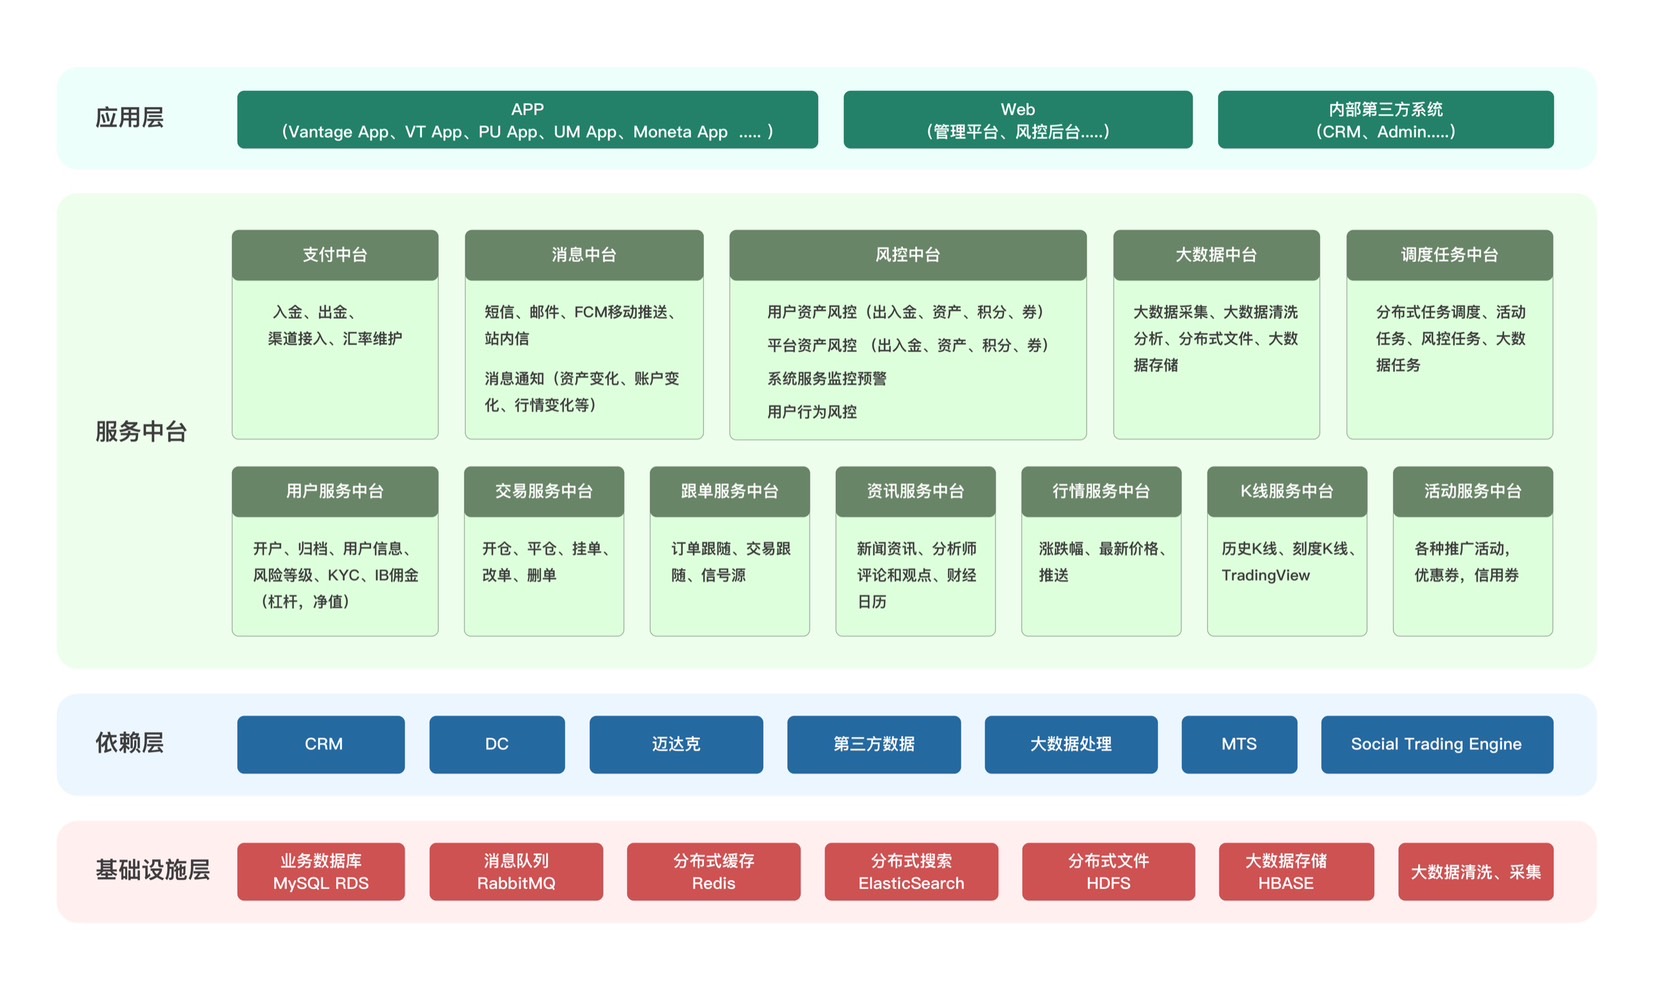 应用层
APP
（Vantage App、VT App、PU App、UM App、Moneta App ..... ）
Web
（管理平台、风控后台.....）
内部第三方系统
（CRM、Admin.....）
服务中台
支付中台
入金、出金、
渠道接入、汇率维护
消息中台
短信、邮件、FCM移动推送、
站内信
消息通知（资产变化、账户变
化、行情变化等）
风控中台
用户资产风控（出入金、资产、积分、券）
平台资产风控 （出入金、资产、积分、券）
系统服务监控预警
用户行为风控
大数据中台
大数据采集、大数据清洗
分析、分布式文件、大数
据存储
调度任务中台
分布式任务调度、活动
任务、风控任务、大数
据任务
用户服务中台
开户、归档、用户信息、
风险等级、KYC、IB佣金
（杠杆，净值）
交易服务中台
开仓、平仓、挂单、
改单、删单
跟单服务中台
订单跟随、交易跟
随、信号源
资讯服务中台
新闻资讯、分析师
评论和观点、财经
日历
行情服务中台
涨跌幅、最新价格、
推送
K线服务中台
历史K线、刻度K线、
TradingView
活动服务中台
各种推广活动，
优惠券，信用券
依赖层
CRM
DC
迈达克
第三方数据
大数据处理
MTS
Social Trading Engine
基础设施层
业务数据库
MySQL RDS
消息队列
RabbitMQ
分布式缓存
Redis
分布式搜索
ElasticSearch
分布式文件
HDFS
大数据存储
HBASE
大数据清洗、采集